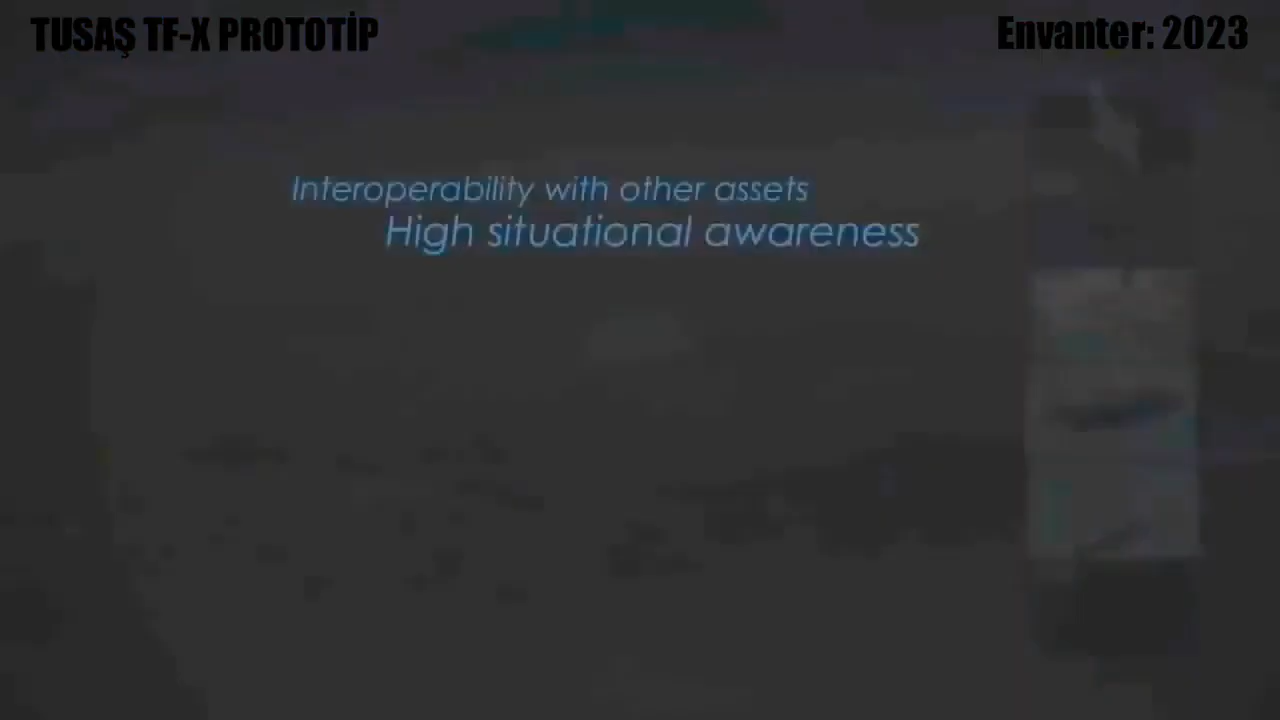 TUSAŞ TF-X PROTOTİP
Envanter: 2023
Interoperability with other assets
High situational awareness